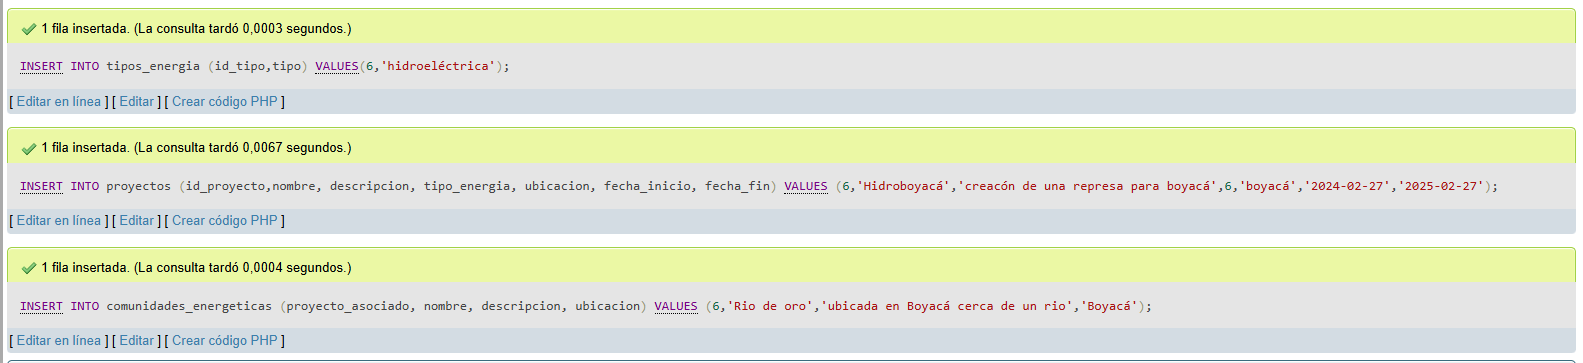 1 fila insertada. (La consulta tardó 0,0003 segundos.)
INSERT INTO tipos_energia (id_tipo,tipo) VALUES(6,'hidroeléctrica');
[ Editar en línea ] [ Editar ] [ Crear código PHP ]
1 fila insertada. (La consulta tardó 0,0067 segundos.)
INSERT INTO proyectos (id_proyecto,nombre, descripcion, tipo_energia, ubicacion, fecha_inicio, fecha_fin) VALUES (6,'Hidroboyacá','creacón de una represa para boyacá',6,'boyacá','2024-02-27','2025-02-27');
[ Editar en línea ] [ Editar ] [ Crear código PHP ]
1 fila insertada. (La consulta tardó 0,0004 segundos.)
INSERT INTO comunidades_energeticas (proyecto_asociado, nombre, descripcion, ubicacion) VALUES (6,'Rio de oro','ubicada en Boyacá cerca de un rio','Boyacá');
[ Editar en línea ] [ Editar ] [ Crear código PHP ]